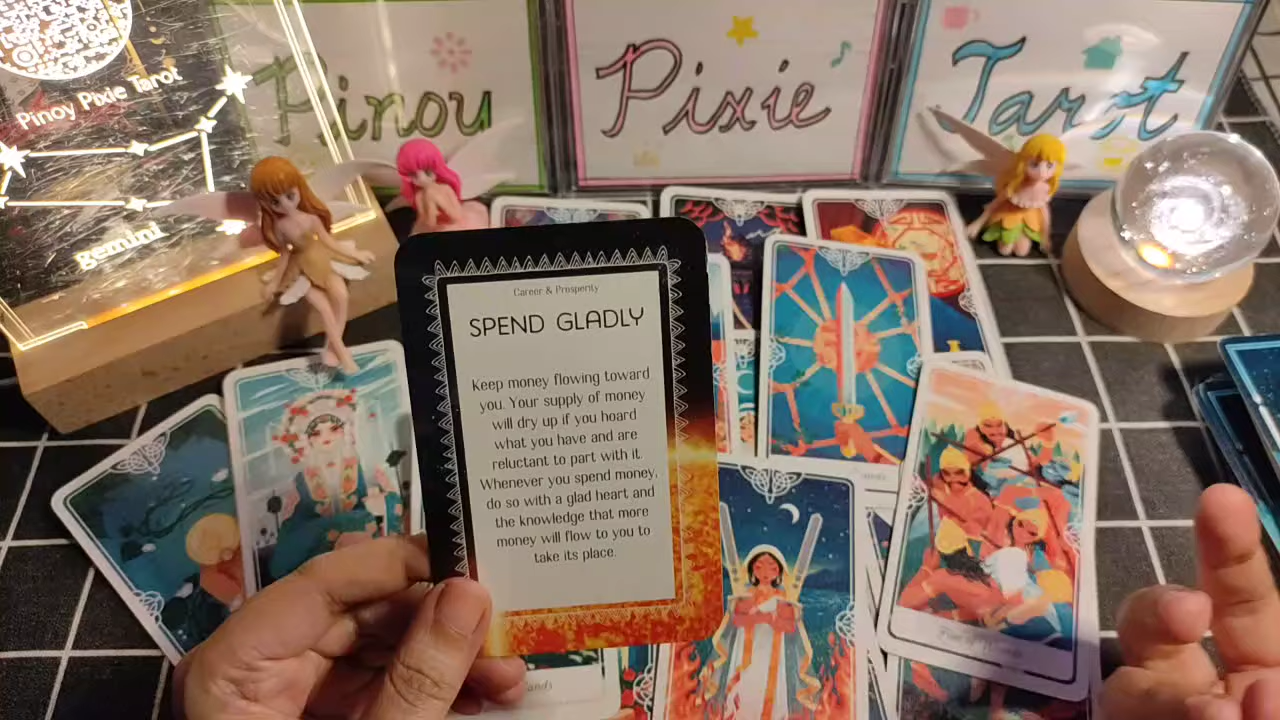 Pinoy Pixie Tarot
gemini
Pinoy
Pixie
Tarot
Career & Prosperity
SPEND GLADLY
Keep money flowing toward
you. Your supply of money
will dry up if you hoard
what you have and are
reluctant to part with it.
Whenever you spend money,
do so with a glad heart and
the knowledge that more
money will flow to you to
take its place.